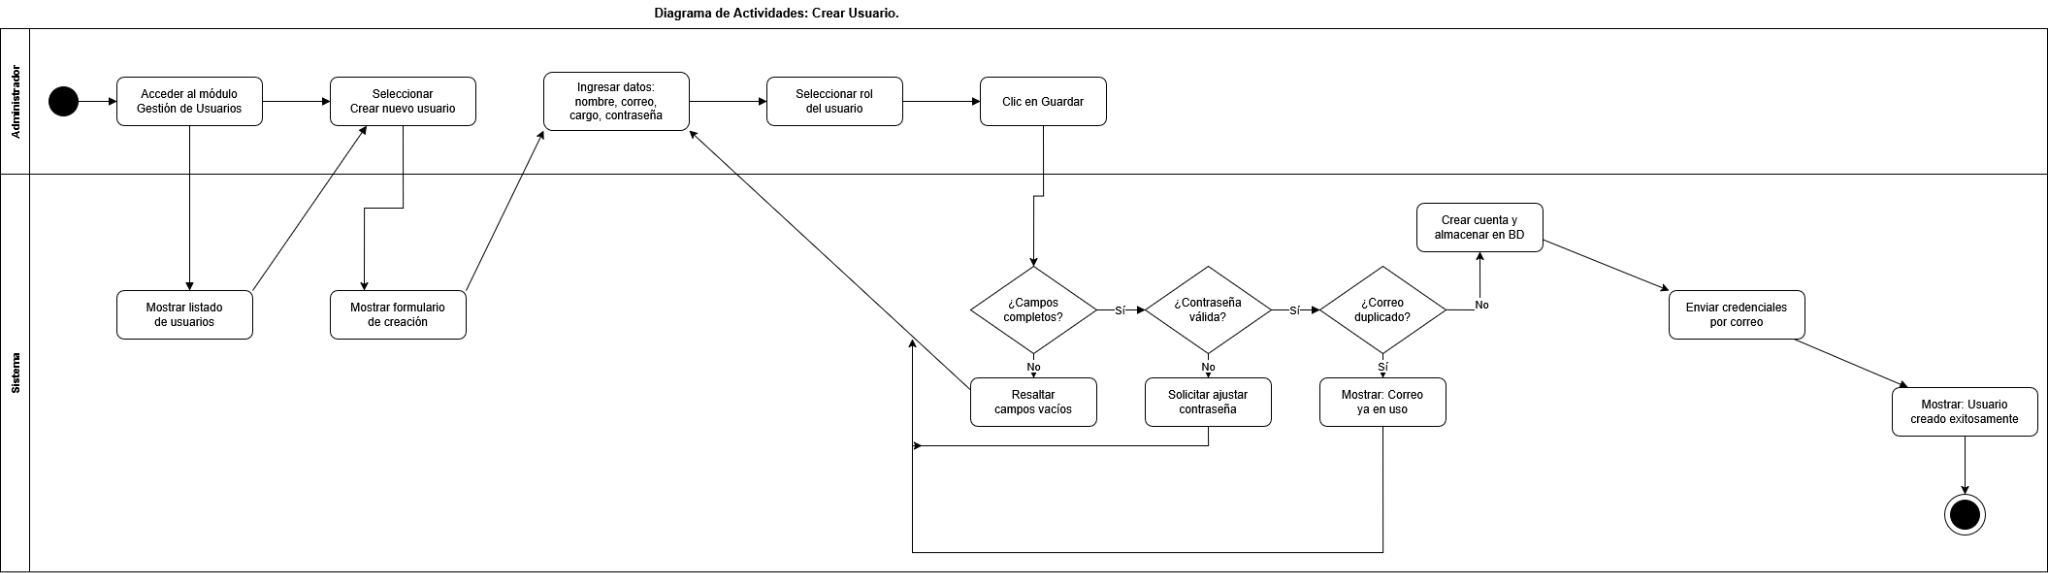 Diagrama de Actividades: Crear Usuario.
Administrador
Acceder al módulo
Gestión de Usuarios
Seleccionar
Crear nuevo usuario
Ingresar datos:
nombre, correo,
cargo, contraseña
Seleccionar rol
del usuario
Clic en Guardar
Sistema
Mostrar listado
de usuarios
Mostrar formulario
de creación
¿Campos
completos?
Sí
¿Contraseña
válida?
Sí
¿Correo
duplicado?
No
Crear cuenta y
almacenar en BD
Enviar credenciales
por correo
No
No
Sí
Resaltar
campos vacíos
Solicitar ajustar
contraseña
Mostrar: Correo
ya en uso
Mostrar: Usuario
creado exitosamente